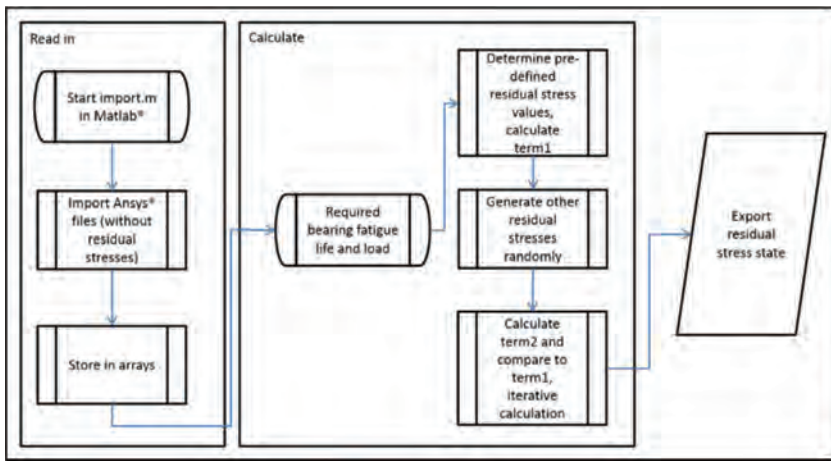 Read in
Start import.m
in Matlab®
Import Ansys®
files (without
residual
stresses)
Store in arrays
Calculate
Required
bearing fatigue
life and load
Determine pre-
defined
residual stress
values,
calculate term1
Generate other
residual
stresses
randomly
Calculate
term2 and
compare to
term1,
iterative
calculation
Export
residual
stress state